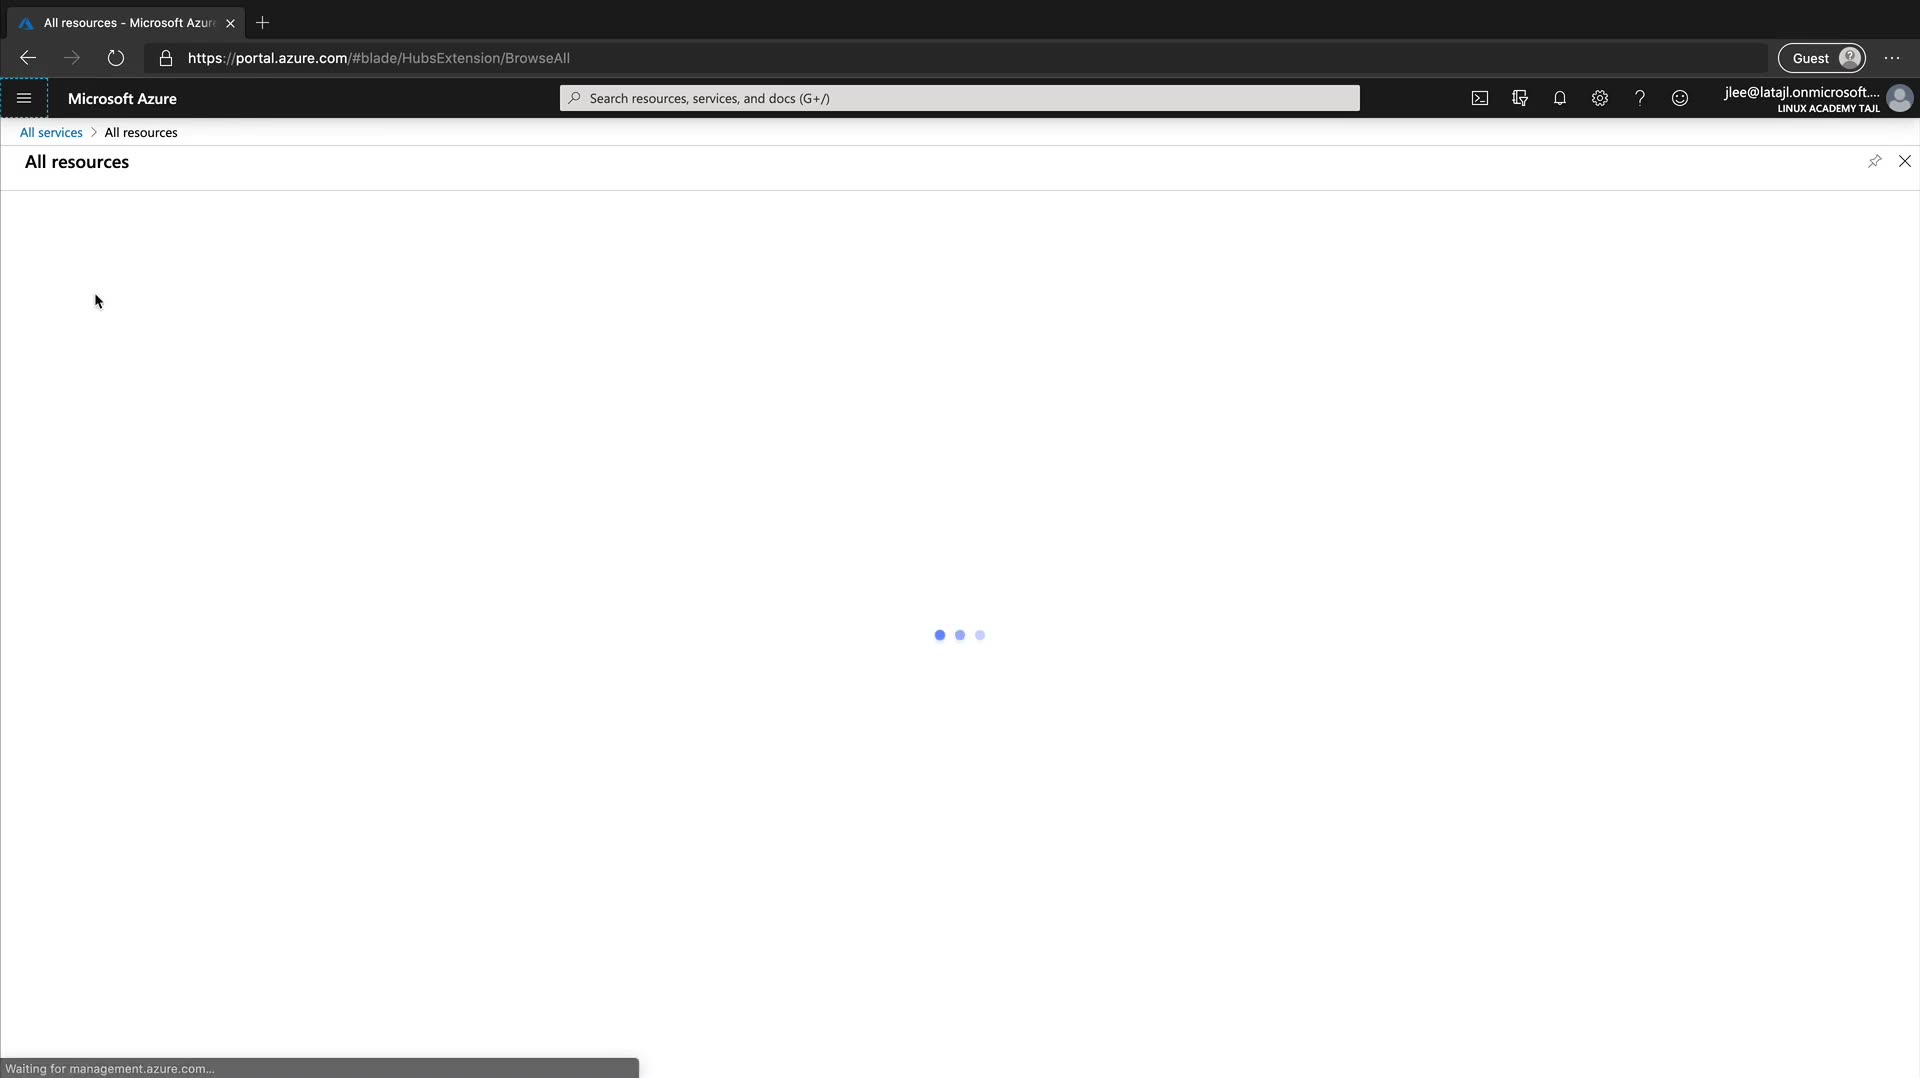 All resources - Microsoft Azur
https://portal.azure.com/#blade/HubsExtension/BrowseAll
Guest
Microsoft Azure
Search resources, services, and docs (G+/)
jlee@latajl.onmicrosoft....
LINUX ACADEMY TAJL
All services > All resources
All resources
Waiting for management.azure.com...